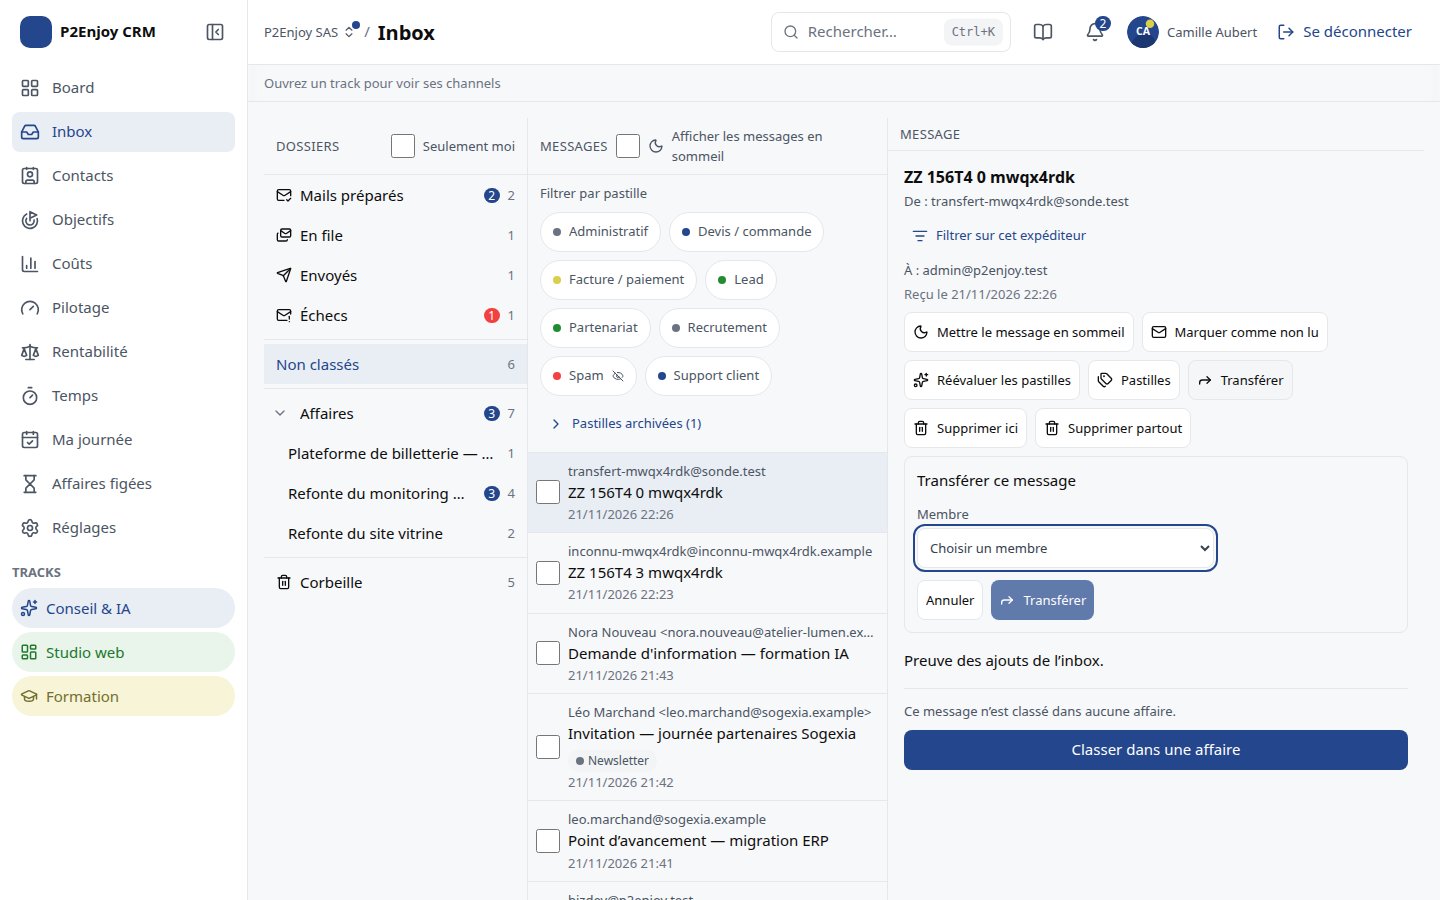 P2Enjoy CRM
Board
Inbox
Contacts
Objectifs
Coûts
Pilotage
Rentabilité
Temps
Ma journée
Affaires figées
Réglages
TRACKS
Conseil & IA
Studio web
Formation
P2Enjoy SAS / Inbox
Rechercher... Ctrl+K
2
CA Camille Aubert
Se déconnecter
Ouvrez un track pour voir ses channels
DOSSIERS Seulement moi
Mails préparés 2 2
En file 1
Envoyés 1
Échecs 1 1
Non classés 6
Affaires 3 7
Plateforme de billetterie — ... 1
Refonte du monitoring ... 3 4
Refonte du site vitrine 2
Corbeille 5
MESSAGES Afficher les messages en
sommeil
Filtrer par pastille
Administratif Devis / commande
Facture / paiement Lead
Partenariat Recrutement
Spam Support client
Pastilles archivées (1)
transfert-mwqx4rdk@sonde.test
ZZ 156T4 0 mwqx4rdk
21/11/2026 22:26
inconnu-mwqx4rdk@inconnu-mwqx4rdk.example
ZZ 156T4 3 mwqx4rdk
21/11/2026 22:23
Nora Nouveau <nora.nouveau@atelier-lumen.ex...
Demande d'information — formation IA
21/11/2026 21:43
Léo Marchand <leo.marchand@sogexia.example>
Invitation — journée partenaires Sogexia
Newsletter
21/11/2026 21:42
leo.marchand@sogexia.example
Point d’avancement — migration ERP
21/11/2026 21:41
bizdev@p2enjoy.test
MESSAGE
ZZ 156T4 0 mwqx4rdk
De : transfert-mwqx4rdk@sonde.test
Filtrer sur cet expéditeur
À : admin@p2enjoy.test
Reçu le 21/11/2026 22:26
Mettre le message en sommeil Marquer comme non lu
Réévaluer les pastilles Pastilles Transférer
Supprimer ici Supprimer partout
Transférer ce message
Membre
Choisir un membre
Annuler Transférer
Preuve des ajouts de l’inbox.
Ce message n’est classé dans aucune affaire.
Classer dans une affaire